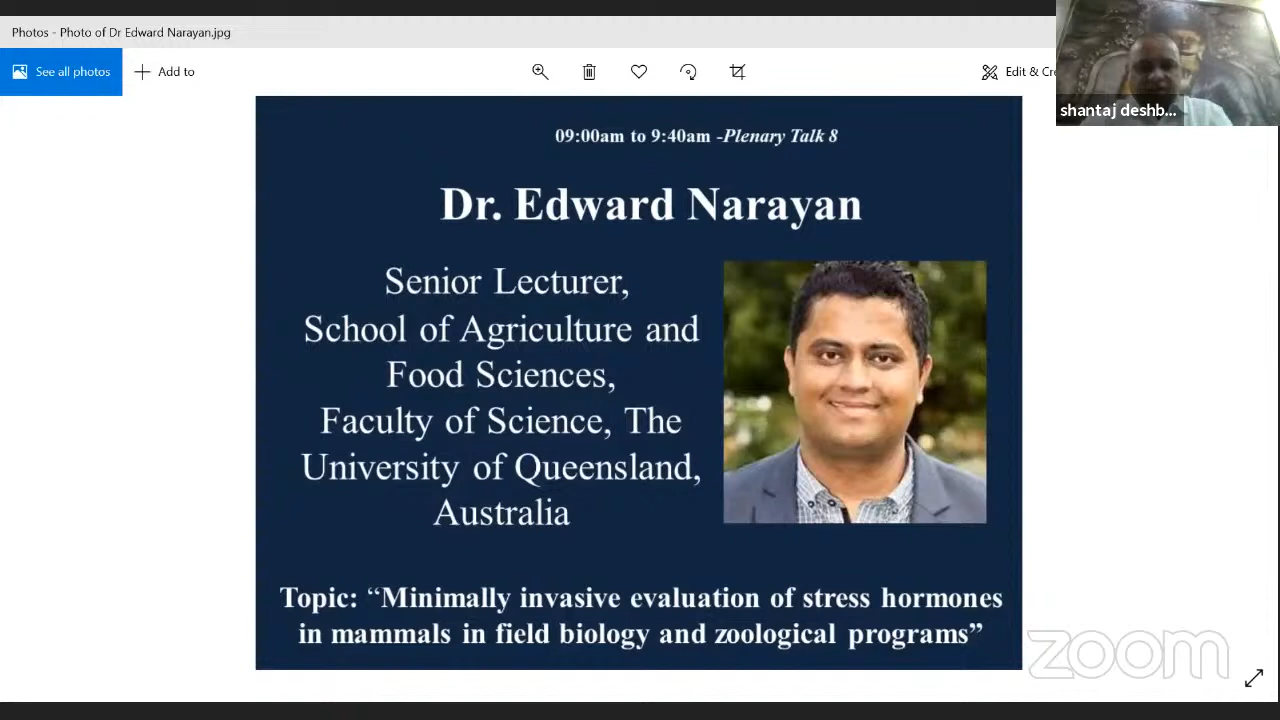 Photos - Photo of Dr Edward Narayan.jpg
See all photos
Add to
Edit & Cre
shantaj deshb...
09:00am to 9:40am -Plenary Talk 8
Dr. Edward Narayan
Senior Lecturer,
School of Agriculture and
Food Sciences,
Faculty of Science, The
University of Queensland,
Australia
Topic: “Minimally invasive evaluation of stress hormones
in mammals in field biology and zoological programs”
zoom